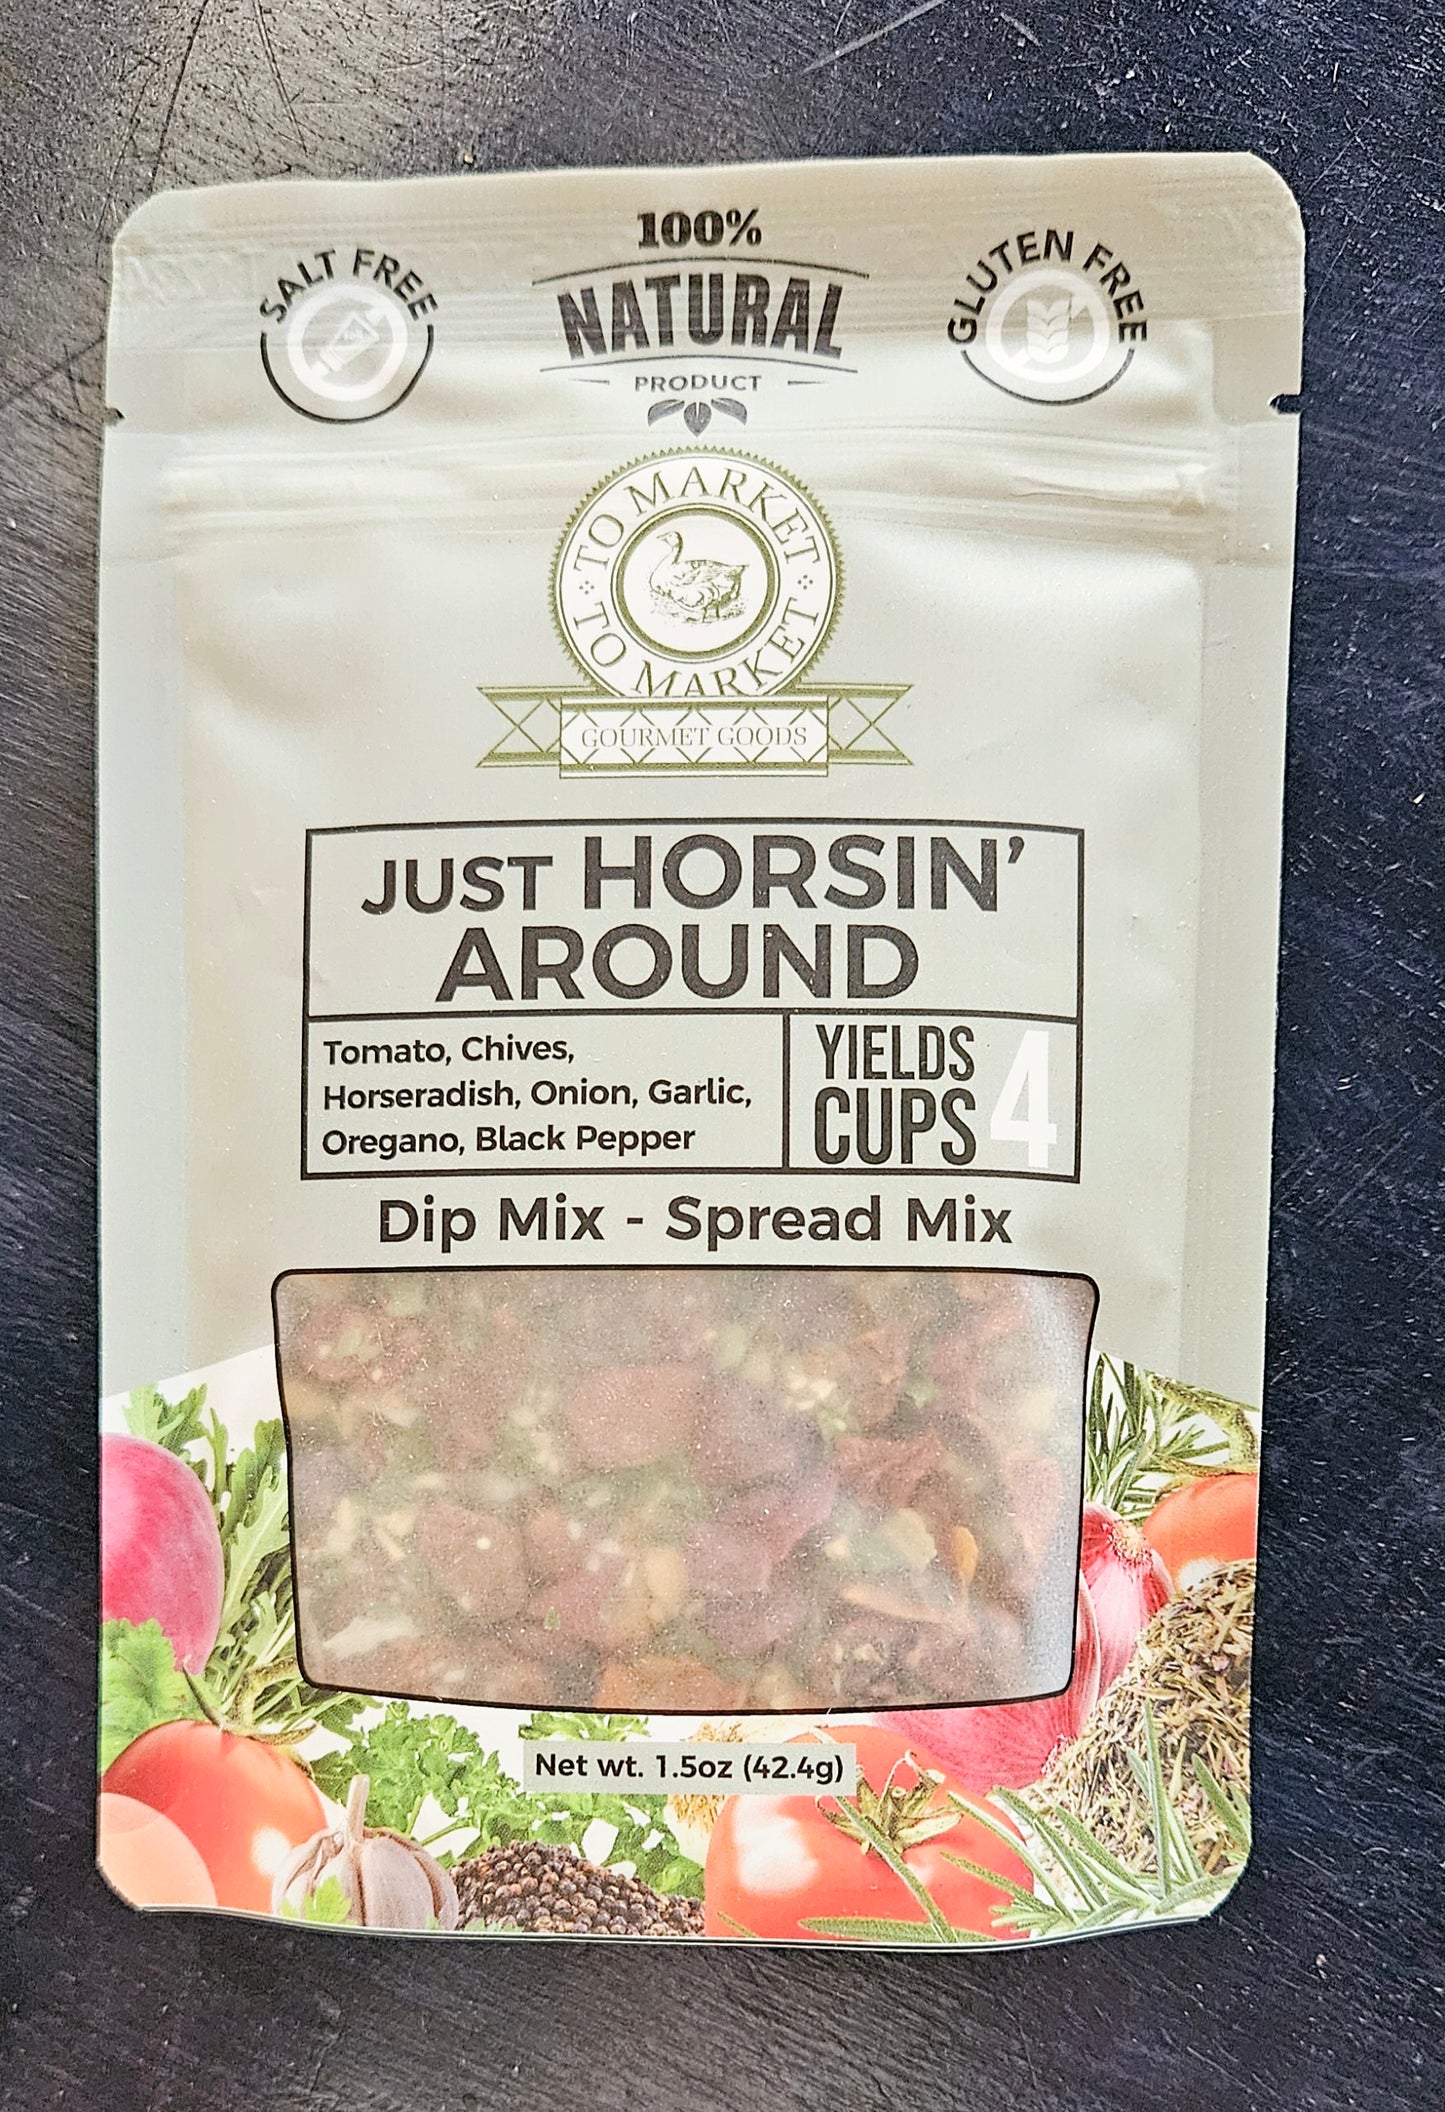 100%
NATURAL
PRODUCT
SALT FREE
GLUTEN FREE
TO MARKET
TO MARKET
GOURMET GOODS
JUST HORSIN’
AROUND
Tomato, Chives,
Horseradish, Onion, Garlic,
Oregano, Black Pepper
YIELDS 4
CUPS
Dip Mix - Spread Mix
Net wt. 1.5oz (42.4g)